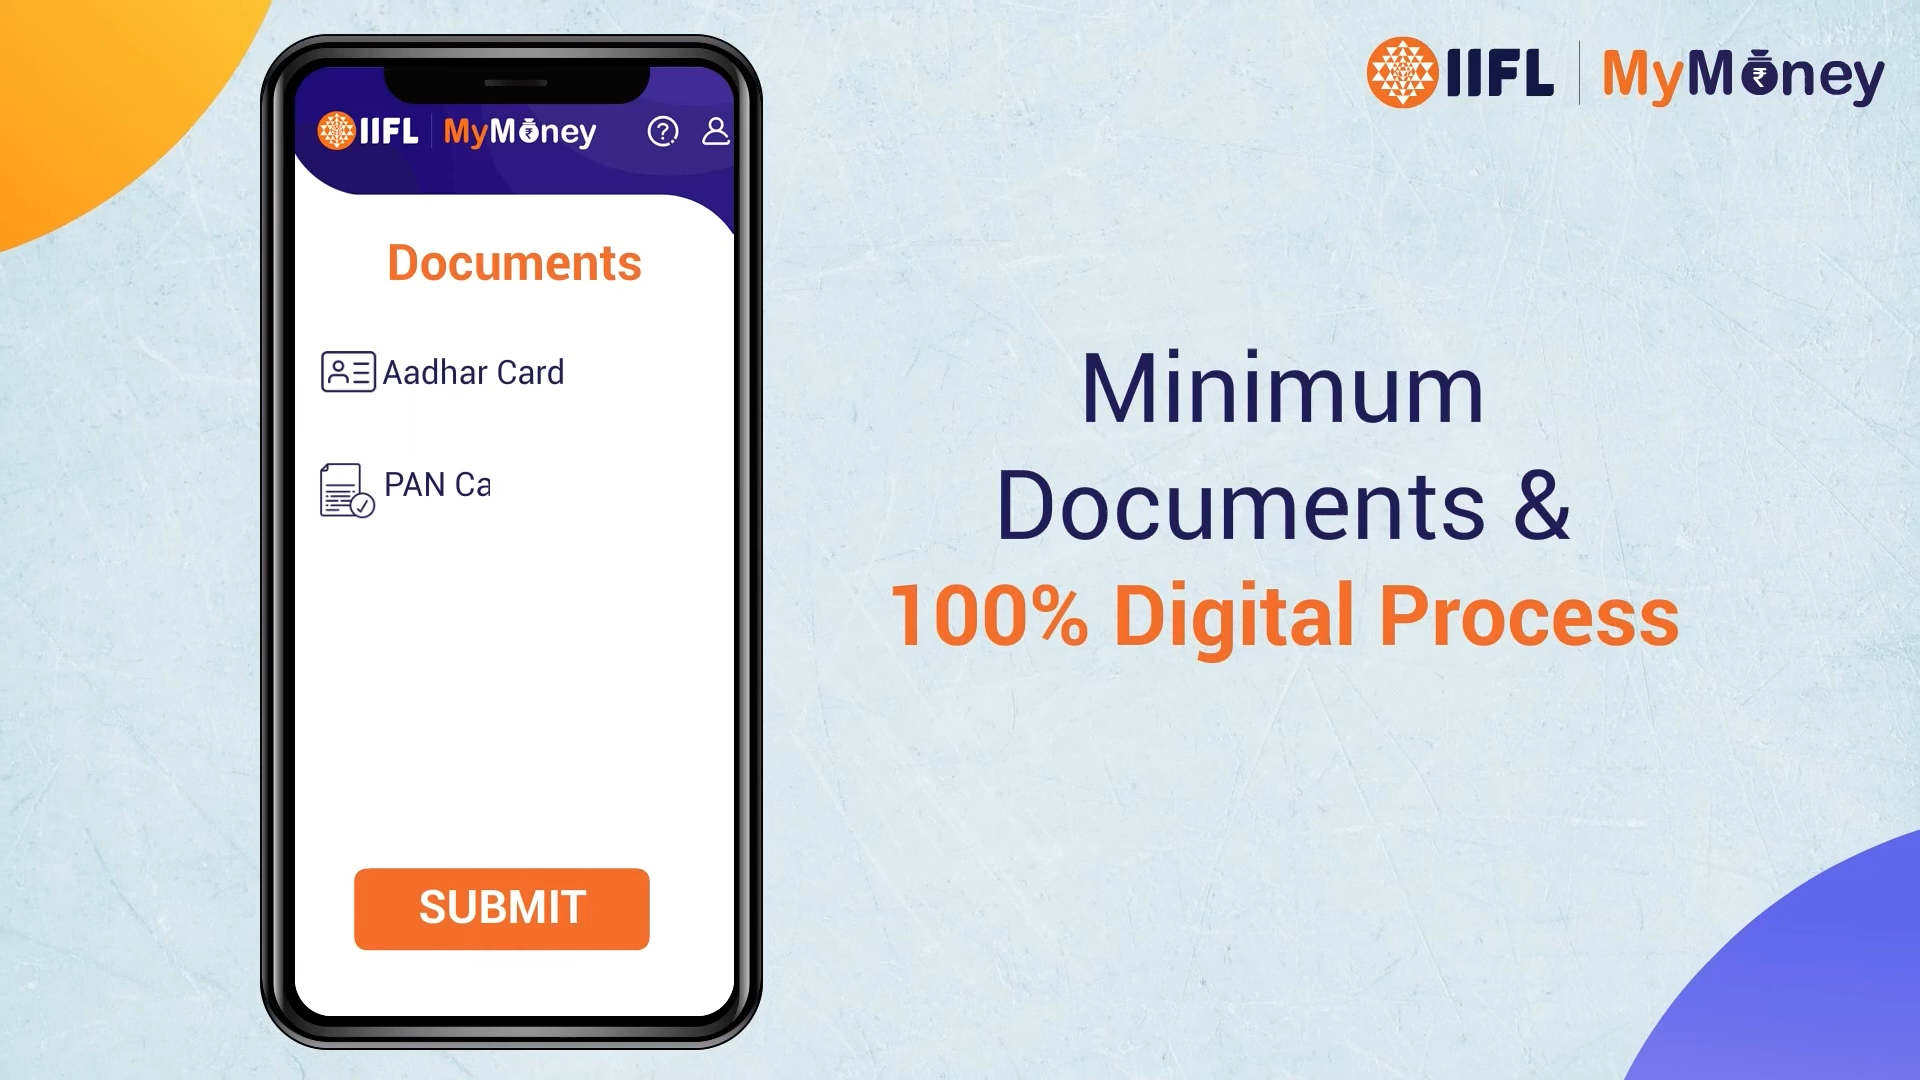 IIFL MyMoney
IIFL MyMoney
Documents
Aadhar Card
PAN Ca
SUBMIT
Minimum
Documents &
100% Digital Process